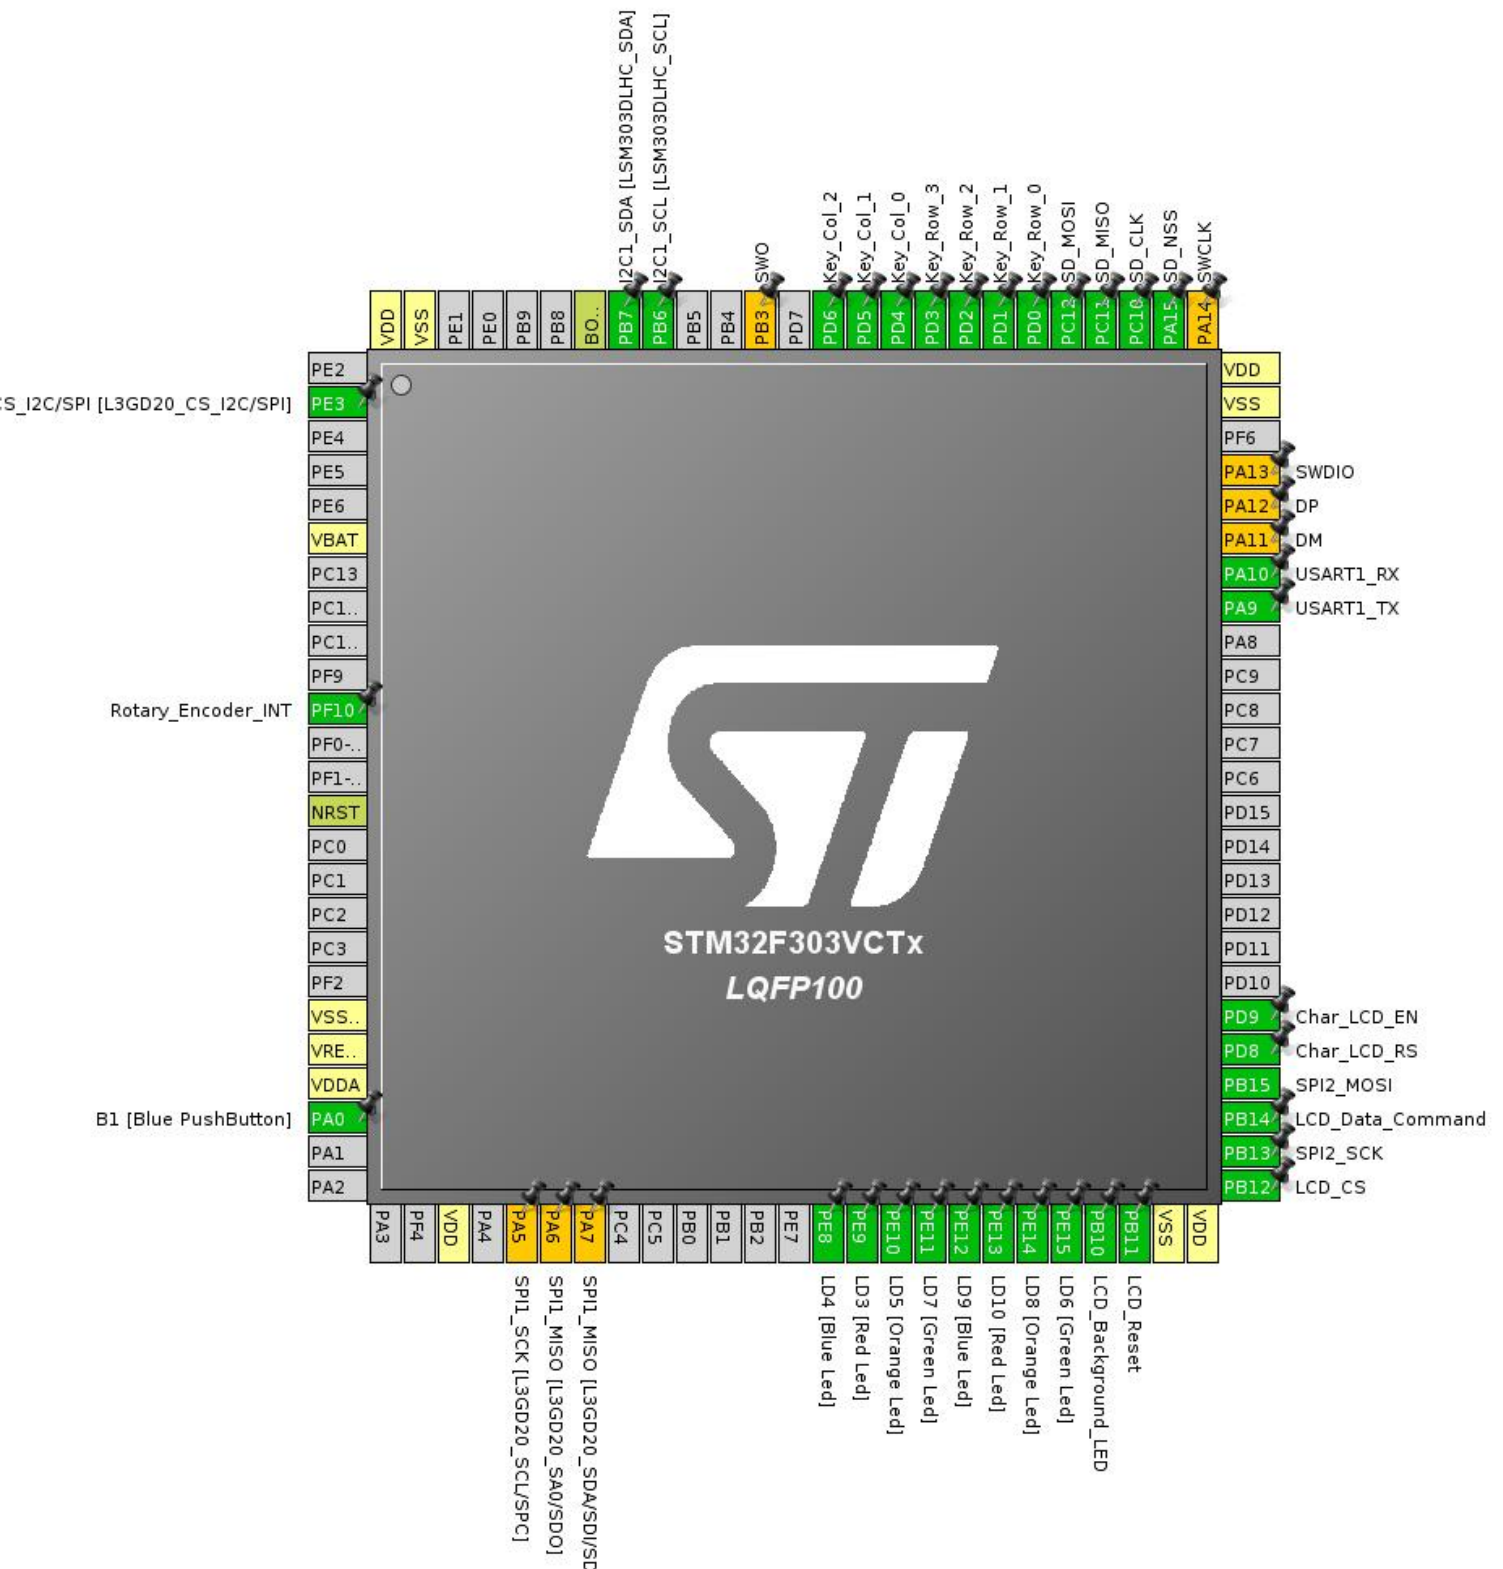 I2C1_SDA [LSM303DLHC_SDA]
I2C1_SCL [LSM303DLHC_SCL]
SWO
Key_Col_2
Key_Col_1
Key_Col_0
Key_Row_3
Key_Row_2
Key_Row_1
Key_Row_0
SD_MOSI
SD_MISO
SD_CLK
SD_NSS
SWCLK
VDD
VSS
PE1
PE0
PB9
PB8
BO..
PB7
PB6
PB5
PB4
PB3
PD7
PD6
PD5
PD4
PD3
PD2
PD1
PD0
PC12
PC11
PC10
PA15
PA14
PE2
CS_I2C/SPI [L3GD20_CS_I2C/SPI]
PE3
PE4
PE5
PE6
VBAT
PC13
PC1..
PC1..
PF9
Rotary_Encoder_INT
PF10
PF0-..
PF1-..
NRST
PC0
PC1
PC2
PC3
PF2
VSS..
VRE..
VDDA
B1 [Blue PushButton]
PA0
PA1
PA2
STM32F303VCTx
LQFP100
VDD
VSS
PF6
PA13
SWDIO
PA12
DP
PA11
DM
PA10
USART1_RX
PA9
USART1_TX
PA8
PC9
PC8
PC7
PC6
PD15
PD14
PD13
PD12
PD11
PD10
PD9
Char_LCD_EN
PD8
Char_LCD_RS
PB15
SPI2_MOSI
PB14
LCD_Data_Command
PB13
SPI2_SCK
PB12
LCD_CS
PA3
PF4
VDD
PA4
PA5
PA6
PA7
PC4
PC5
PB0
PB1
PB2
PE7
PE8
PE9
PE10
PE11
PE12
PE13
PE14
PE15
PB10
PB11
VSS
VDD
SPI1_SCK [L3GD20_SCL/SPC]
SPI1_MISO [L3GD20_SA0/SDO]
SPI1_MISO [L3GD20_SDA/SDI/SD
LD4 [Blue Led]
LD3 [Red Led]
LD5 [Orange Led]
LD7 [Green Led]
LD9 [Blue Led]
LD10 [Red Led]
LD8 [Orange Led]
LD6 [Green Led]
LCD_Background_LED
LCD_Reset